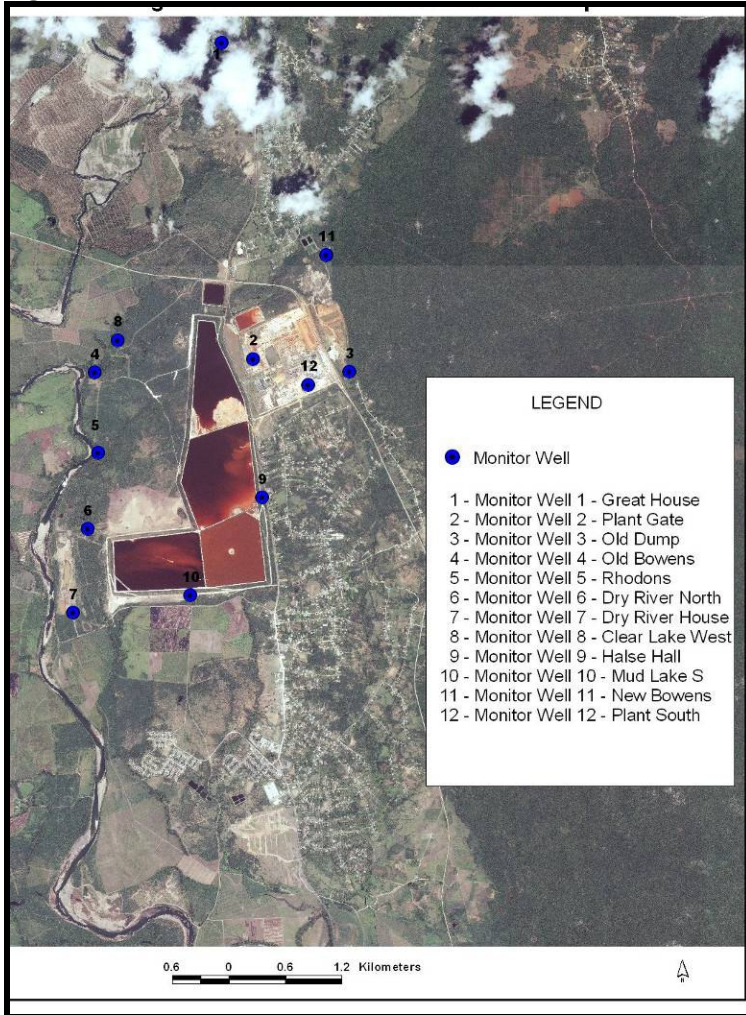 1
11
8
2
3
4
12
5
9
6
10
7
LEGEND
Monitor Well
1 - Monitor Well 1 - Great House
2 - Monitor Well 2 - Plant Gate
3 - Monitor Well 3 - Old Dump
4 - Monitor Well 4 - Old Bowens
5 - Monitor Well 5 - Rhodons
6 - Monitor Well 6 - Dry River North
7 - Monitor Well 7 - Dry River House
8 - Monitor Well 8 - Clear Lake West
9 - Monitor Well 9 - Halse Hall
10 - Monitor Well 10 - Mud Lake S
11 - Monitor Well 11 - New Bowens
12 - Monitor Well 12 - Plant South
0.6 0 0.6 1.2 Kilometers